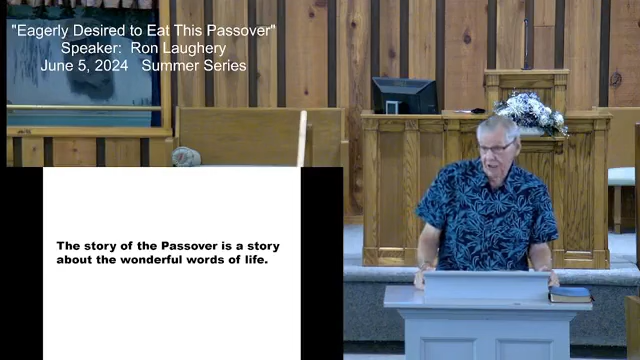 "Eagerly Desired to Eat This Passover"
Speaker: Ron Laughery
June 5, 2024 Summer Series
The story of the Passover is a story
about the wonderful words of life.